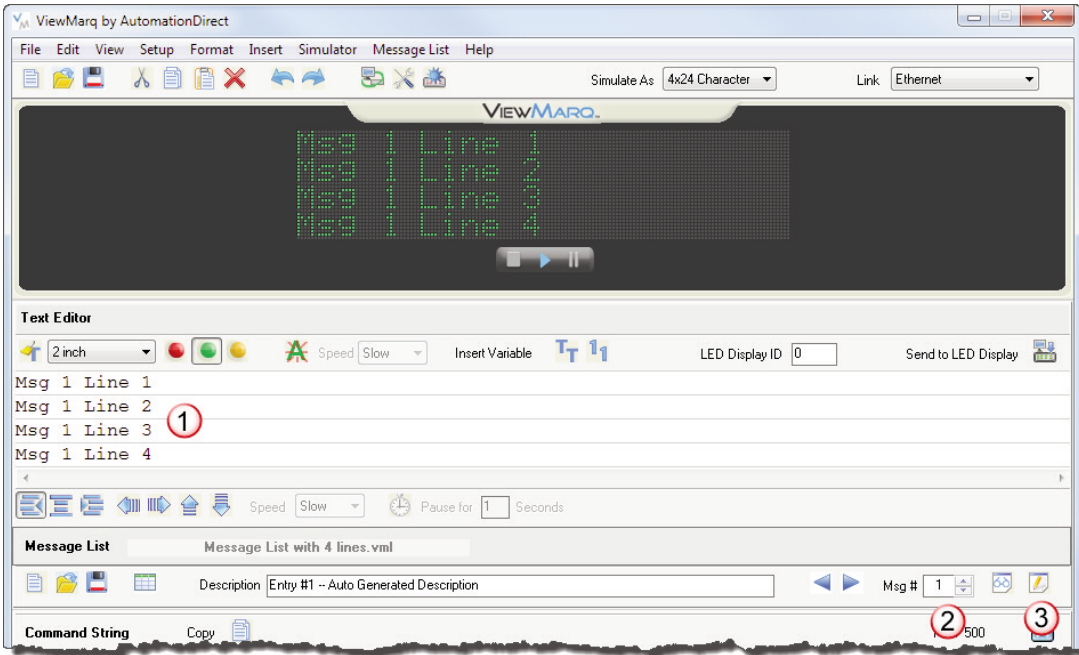 VM ViewMarq by AutomationDirect
File Edit View Setup Format Insert Simulator Message List Help
Simulate As 4x24 Character Link Ethernet
VIEWMARQ
Msg 1 Line 1
Msg 1 Line 2
Msg 1 Line 3
Msg 1 Line 4
Text Editor
2 inch Speed Slow Insert Variable TT 11 LED Display ID 0 Send to LED Display
Msg 1 Line 1
Msg 1 Line 2
Msg 1 Line 3
Msg 1 Line 4
1
Speed Slow Pause for 1 Seconds
Message List Message List with 4 lines.vml
Description Entry #1 -- Auto Generated Description Msg # 1
Command String Copy 2 500 3